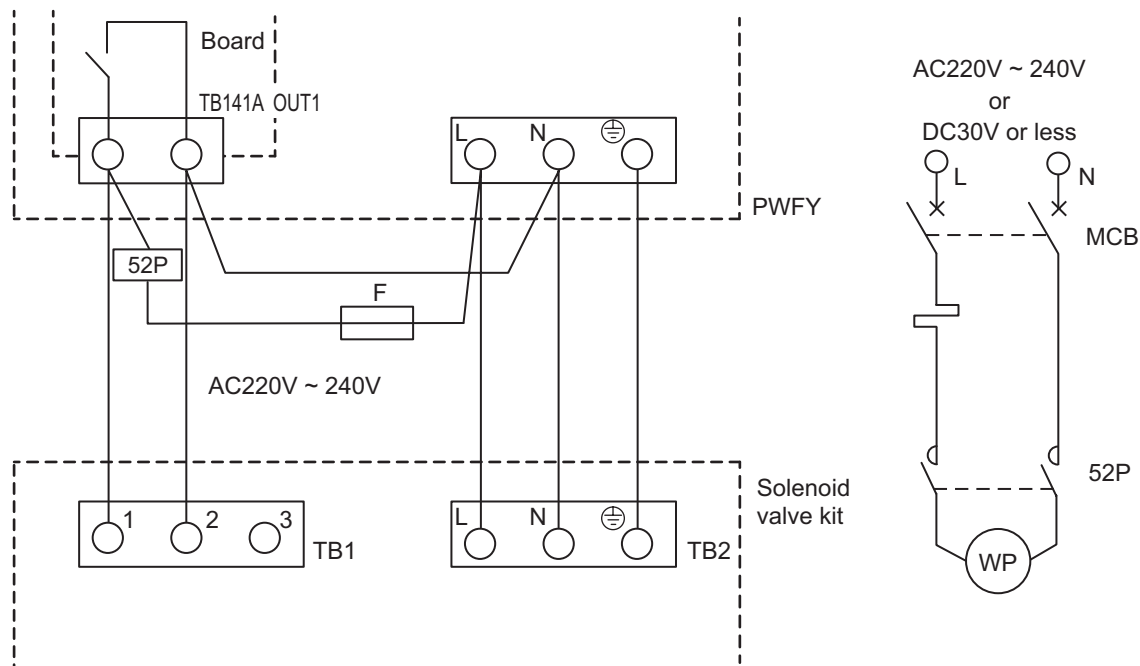 Board
TB141A OUT1
L
N
PWFY
52P
F
AC220V ~ 240V
1
2
3
TB1
L
N
TB2
Solenoid
valve kit
AC220V ~ 240V
or
DC30V or less
L
N
MCB
52P
WP